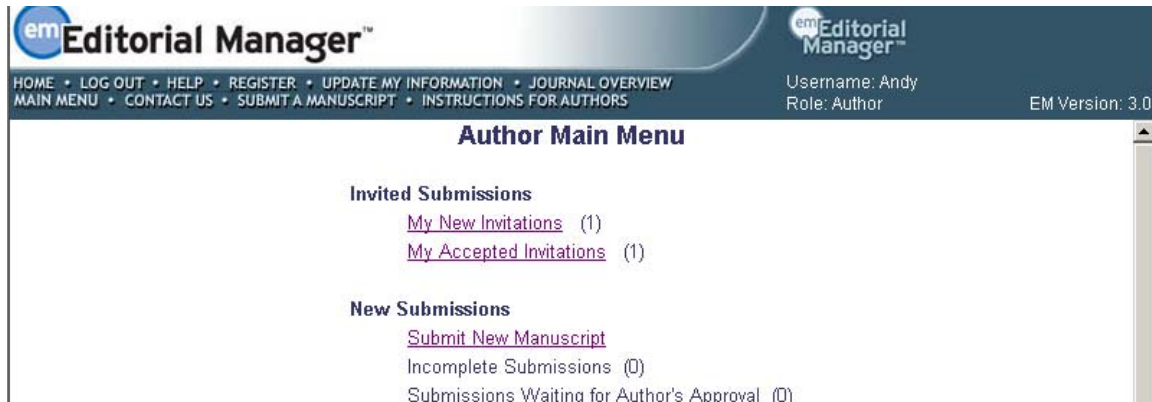 em Editorial Manager™
em Editorial Manager™
HOME • LOG OUT • HELP • REGISTER • UPDATE MY INFORMATION • JOURNAL OVERVIEW
MAIN MENU • CONTACT US • SUBMIT A MANUSCRIPT • INSTRUCTIONS FOR AUTHORS
Username: Andy
Role: Author
EM Version: 3.0
Author Main Menu
Invited Submissions
My New Invitations (1)
My Accepted Invitations (1)
New Submissions
Submit New Manuscript
Incomplete Submissions (0)
Submissions Waiting for Author's Approval (0)